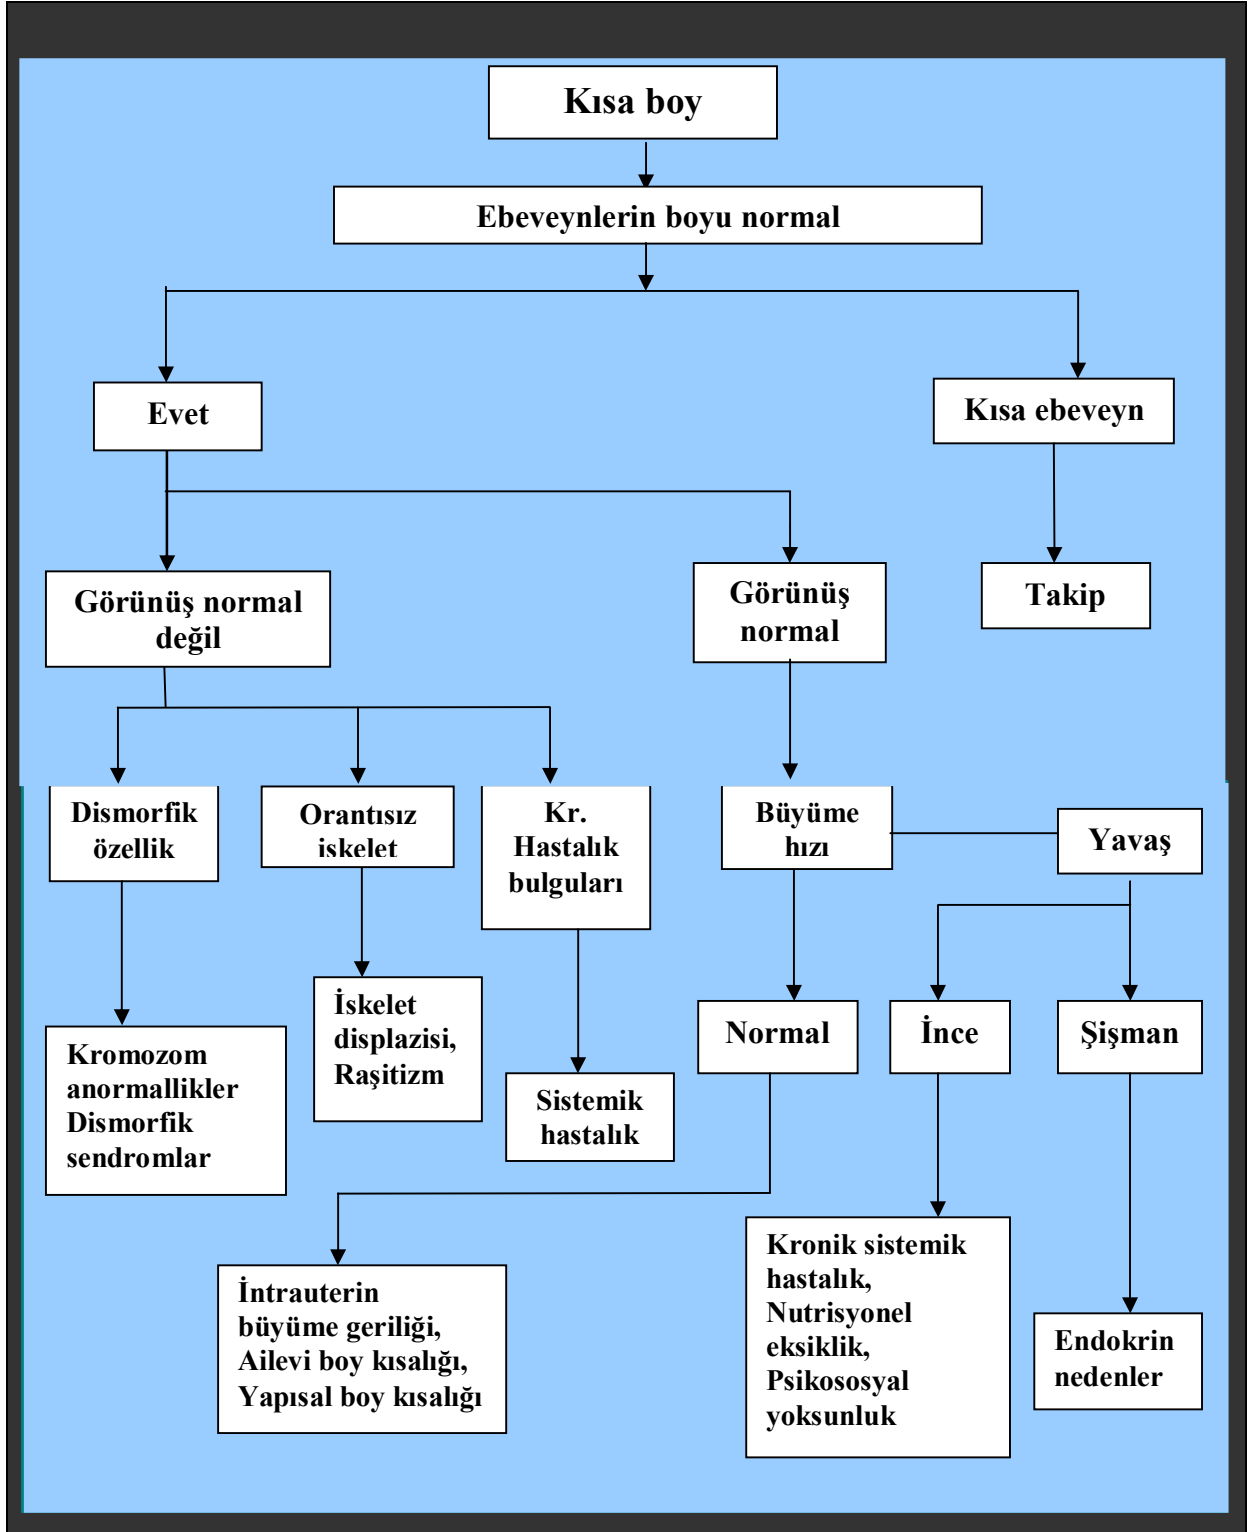 Kısa boy
Ebeveynlerin boyu normal
Evet
Kısa ebeveyn
Görünüş normal
değil
Görünüş
normal
Takip
Dismorfik
özellik
Orantısız
iskelet
Kr.
Hastalık
bulguları
Büyüme
hızı
Yavaş
Kromozom
anormallikler
Dismorfik
sendromlar
İskelet
displazisi,
Raşitizm
Sistemik
hastalık
Normal
İnce
Şişman
İntrauterin
büyüme geriliği,
Ailevi boy kısalığı,
Yapısal boy kısalığı
Kronik sistemik
hastalık,
Nutrisyonel
eksiklik,
Psikososyal
yoksunluk
Endokrin
nedenler